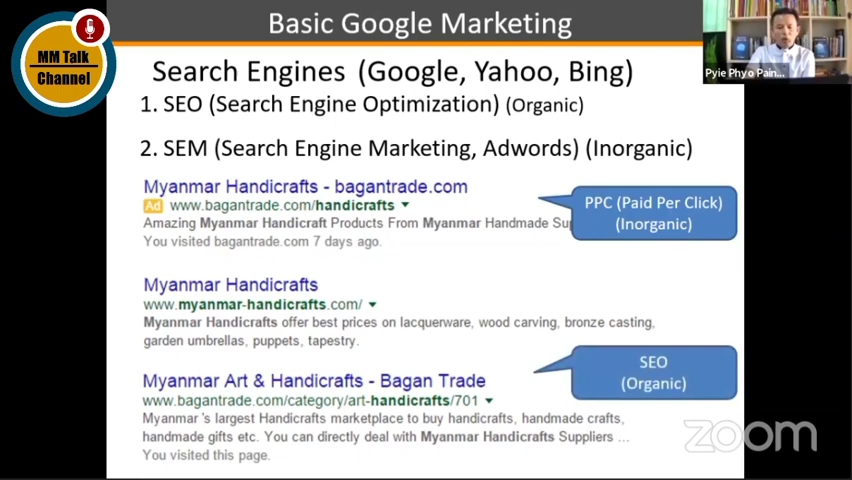 Basic Google Marketing
MM Talk
Channel
Search Engines (Google, Yahoo, Bing)
Pyie Phyo Pain...
1. SEO (Search Engine Optimization) (Organic)
2. SEM (Search Engine Marketing, Adwords) (Inorganic)
Myanmar Handicrafts - bagantrade.com
Ad www.bagantrade.com/handicrafts
Amazing Myanmar Handicraft Products From Myanmar Handmade
You visited bagantrade.com 7 days ago.
PPC (Paid Per Click)
(Inorganic)
Myanmar Handicrafts
www.myanmar-handicrafts.com/
Myanmar Handicrafts offer best prices on lacquerware, wood carving, bronze casting,
garden umbrellas, puppets, tapestry.
SEO
(Organic)
Myanmar Art & Handicrafts - Bagan Trade
www.bagantrade.com/category/art-handicrafts/701
Myanmar 's largest Handicrafts marketplace to buy handicrafts, handmade crafts,
handmade gifts etc. You can directly deal with Myanmar Handicrafts Suppliers ...
You visited this page.
zoom